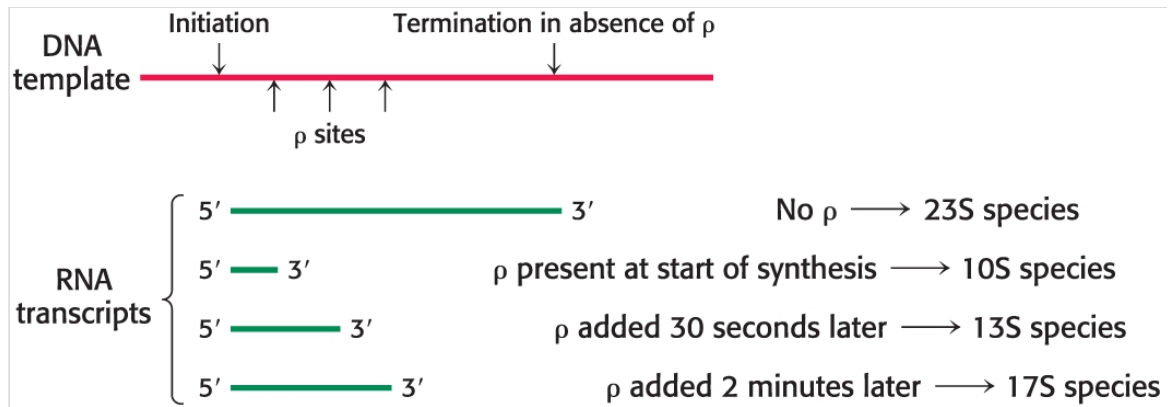 Initiation
Termination in absence of ρ
DNA
template
ρ sites
RNA
transcripts
5′ 3′ No ρ ⟶ 23S species
5′ 3′ ρ present at start of synthesis ⟶ 10S species
5′ 3′ ρ added 30 seconds later ⟶ 13S species
5′ 3′ ρ added 2 minutes later ⟶ 17S species